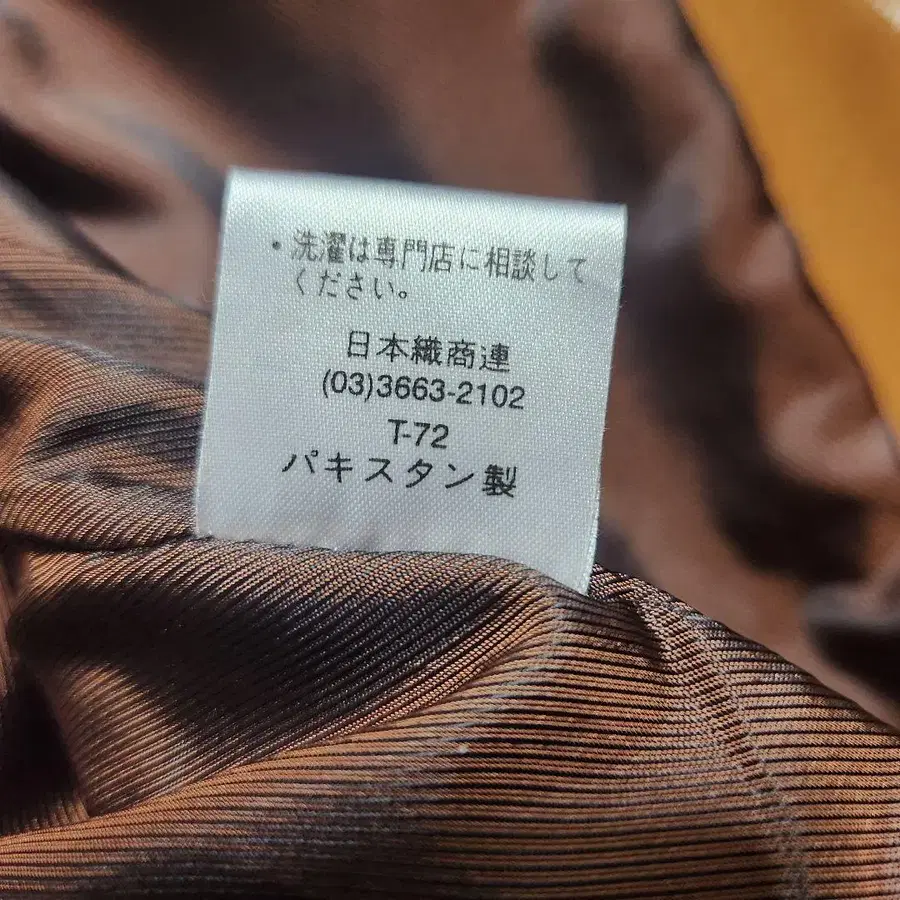 ・洗濯は専門店に相談して
ください。
日本織商連
(03)3663-2102
T-72
パキスタン製